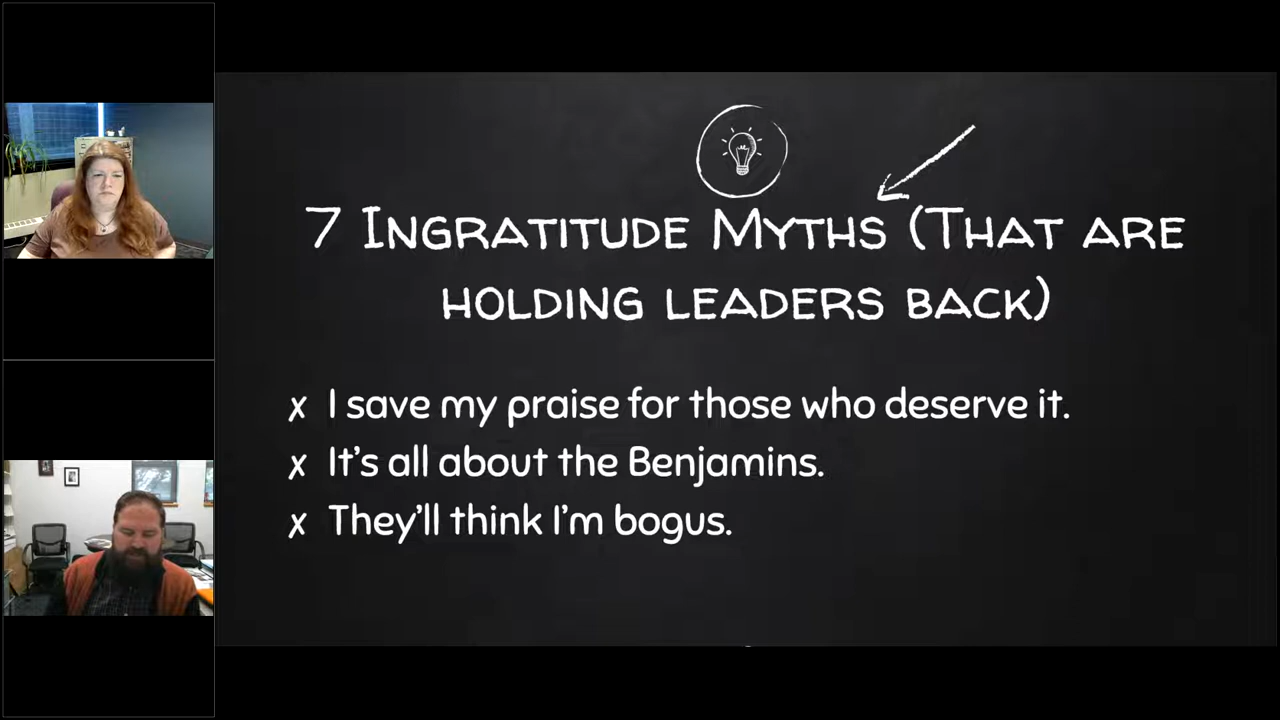 7 Ingratitude Myths (That are
holding leaders back)
x I save my praise for those who deserve it.
x It's all about the Benjamins.
x They'll think I'm bogus.